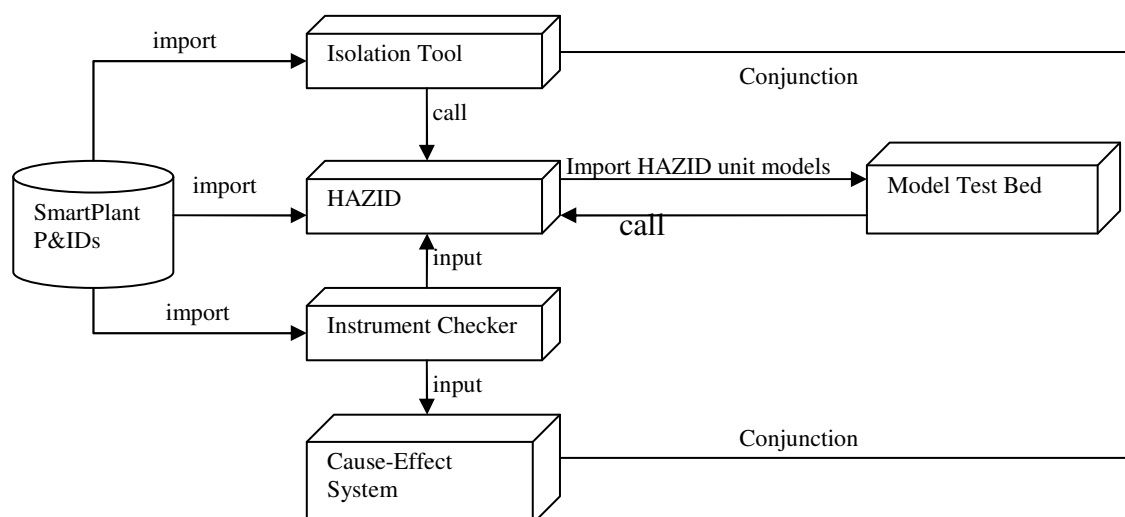 import
Isolation Tool
Conjunction
call
SmartPlant
P&IDs
import
HAZID
Import HAZID unit models
Model Test Bed
call
input
import
Instrument Checker
input
Cause-Effect
System
Conjunction